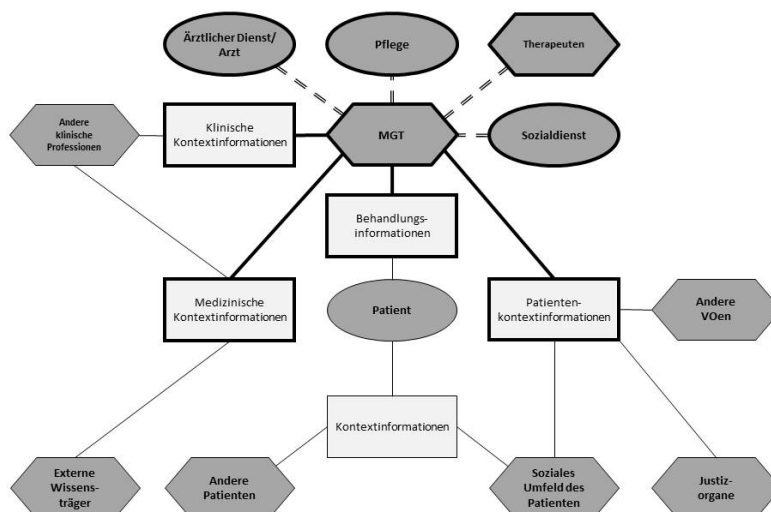 Ärztlicher Dienst/
Arzt
Pflege
Therapeuten
Andere
klinische
Professionen
Klinische
Kontextinformationen
MGT
Sozialdienst
Behandlungs-
informationen
Medizinische
Kontextinformationen
Patient
Patienten-
kontextinformationen
Andere
VOen
Kontextinformationen
Externe
Wissens-
träger
Andere
Patienten
Soziales
Umfeld des
Patienten
Justiz-
organe